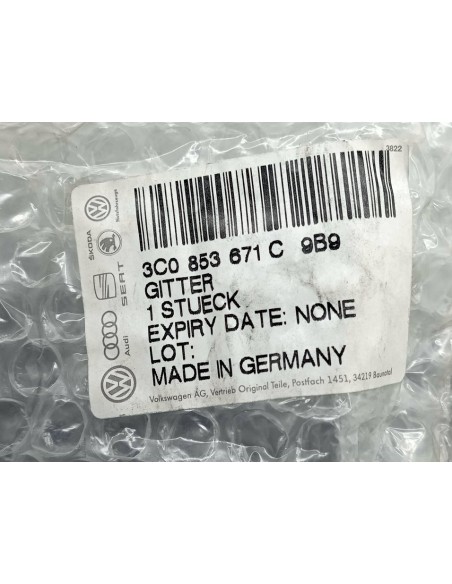 3822
3C0 853 671 C 9B9
GITTER
1 STUECK
EXPIRY DATE: NONE
LOT:
MADE IN GERMANY
Volkswagen AG, Vertrieb Original Teile, Postfach 1451, 34219 Baunatal
ŠKODA
SEAT
Audi